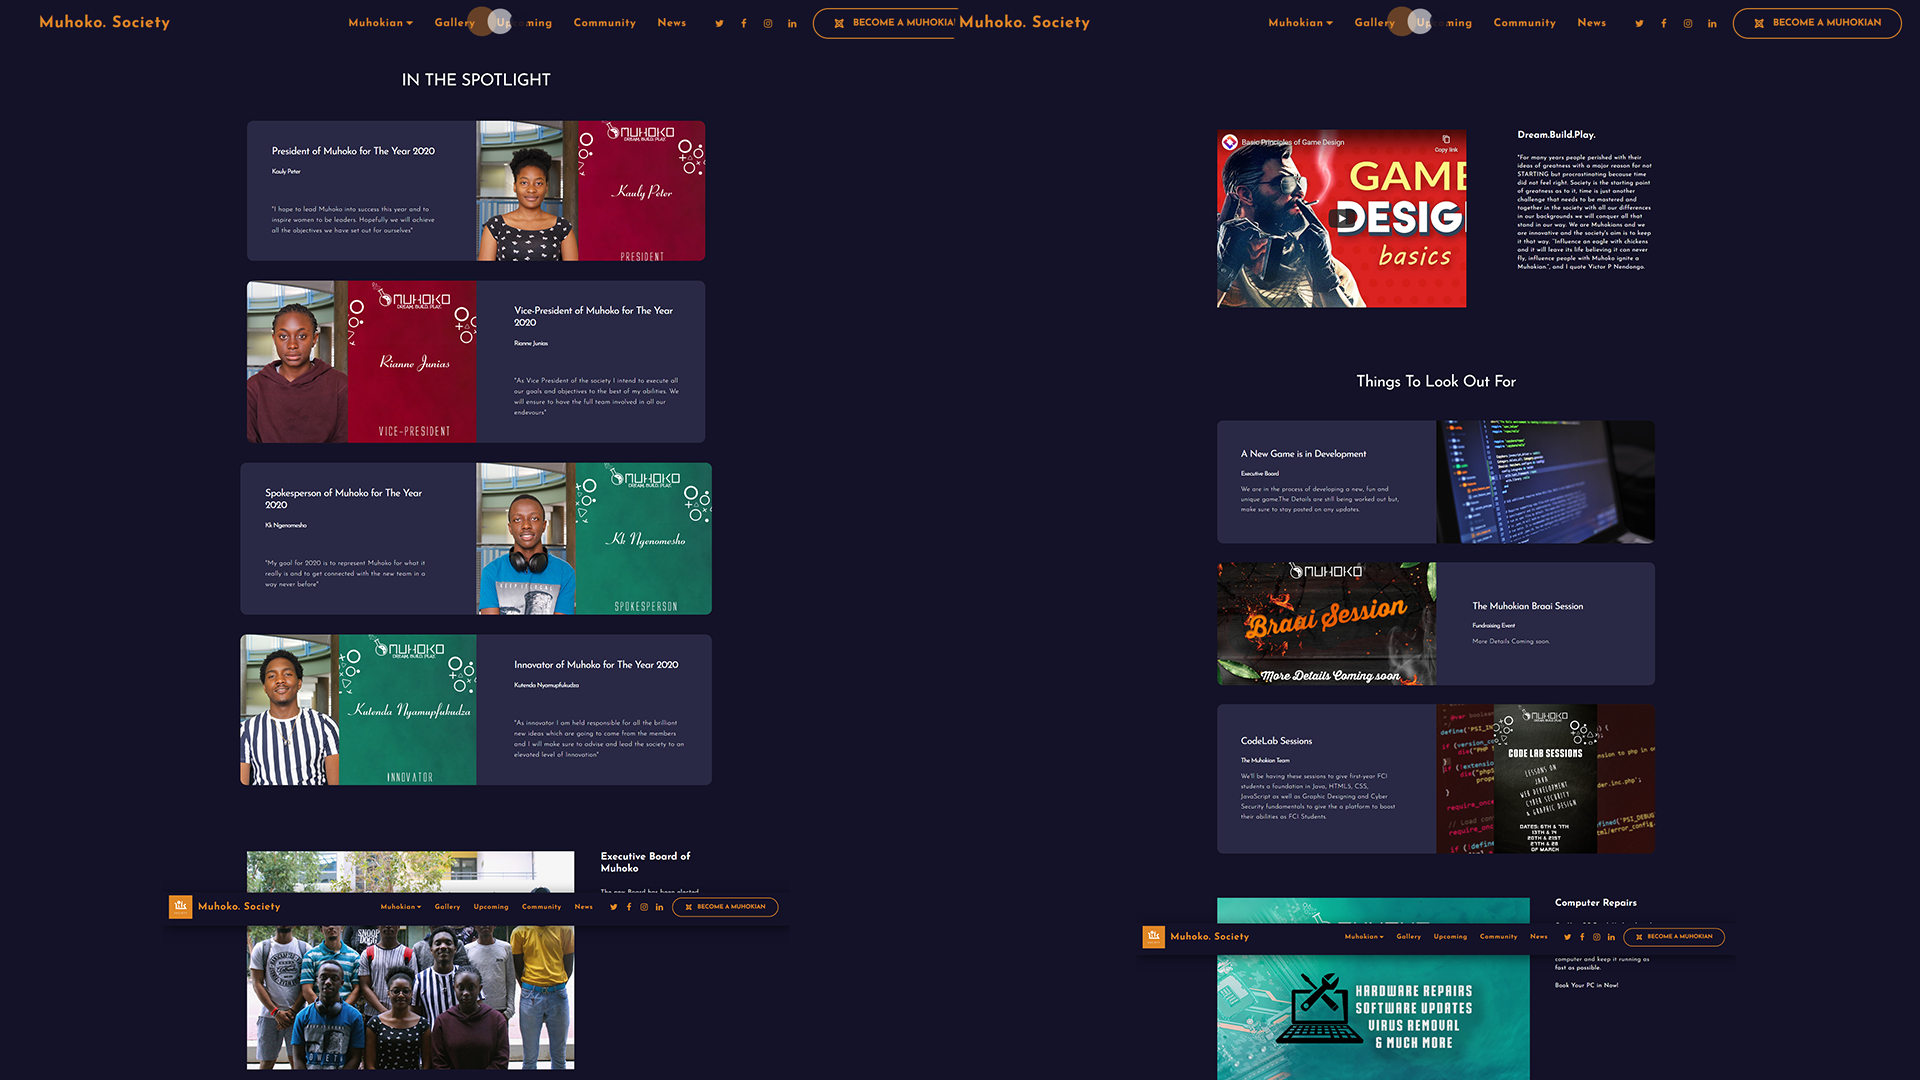 Muhoko. Society
Muhokian
Gallery
Upcoming
Community
News
BECOME A MUHOKIA
IN THE SPOTLIGHT
President of Muhoko for The Year 2020
Kauly Peter
"I hope to lead Muhoko into success this year and to
inspire women to be leaders. Hopefully we will achieve
all the objectives we have set out for ourselves"
MUHOKO
DREAM. BUILD. PLAY.
Kauly Peter
PRESIDENT
MUHOKO
DREAM. BUILD. PLAY.
Rianne Junias
VICE-PRESIDENT
Vice-President of Muhoko for The Year
2020
Rianne Junias
"As Vice President of the society I intend to execute all
our goals and objectives to the best of my abilities. We
will ensure to have the full team involved in all our
endevours"
Spokesperson of Muhoko for The Year
2020
Kk Ngenomesho
"My goal for 2020 is to represent Muhoko for what it
really is and to get connected with the new team in a
way never before"
MUHOKO
DREAM. BUILD. PLAY.
Kk Ngenomesho
SPOKESPERSON
MUHOKO
DREAM. BUILD. PLAY.
Kutenda Nyamupfukudza
INNOVATOR
Innovator of Muhoko for The Year 2020
Kutenda Nyamupfukudza
"As innovator I am held responsible for all the brilliant
new ideas which are going to come from the members
and I will make sure to advise and lead the society to an
elevated level of Innovation"
Executive Board of
Muhoko
The new Board has been elected
Muhoko. Society
Muhokian
Gallery
Upcoming
Community
News
BECOME A MUHOKIAN
SNOOP
DOGG
Muhoko. Society
Muhokian
Gallery
Upcoming
Community
News
BECOME A MUHOKIAN
Basic Principles of Game Design
Copy link
GAME
DESIG
basics
Dream.Build.Play.
"For many years people perished with their
ideas of greatness with a major reason for not
STARTING but procrastinating because time
did not feel right. Society is the starting point
of greatness as to it, time is just another
challenge that needs to be mastered and
together in the society with all our differences
in our backgrounds we will conquer all that
stand in our way. We are Muhokians and we
are innovative and the society's aim is to keep
it that way. "Influence an eagle with chickens
and it will leave its life believing it can never
fly, influence people with Muhoko ignite a
Muhokian.", and I quote Victor P Nendongo.
Things To Look Out For
A New Game is in Development
Executive Board
We are in the process of developing a new, fun and
unique game.The Details are still being worked out but,
make sure to stay posted on any updates.
MUHOKO
Braai Session
More Details Coming soon
The Muhokian Braai Session
Fundraising Event
More Details Coming soon.
CodeLab Sessions
The Muhokian Team
We'll be having these sessions to give first-year FCI
students a foundation in Java, HTML5, CSS,
JavaScript as well as Graphic Designing and Cyber
Security fundamentals to give the a platform to boost
their abilities as FCI Students.
MUHOKO
CODE LAB SESSIONS
LESSONS ON
JAVA
WEB DEVELOPMENT
CYBER SECURITY
& GRAPHIC DESIGN
DATES: 6TH & 7TH
13TH & 14
20TH & 21ST
27TH & 28
OF MARCH
Computer Repairs
Muhoko. Society
Muhokian
Gallery
Upcoming
Community
News
BECOME A MUHOKIAN
computer and keep it running as
fast as possible.
Book Your PC in Now!
HARDWARE REPAIRS
SOFTWARE UPDATES
VIRUS REMOVAL
& MUCH MORE